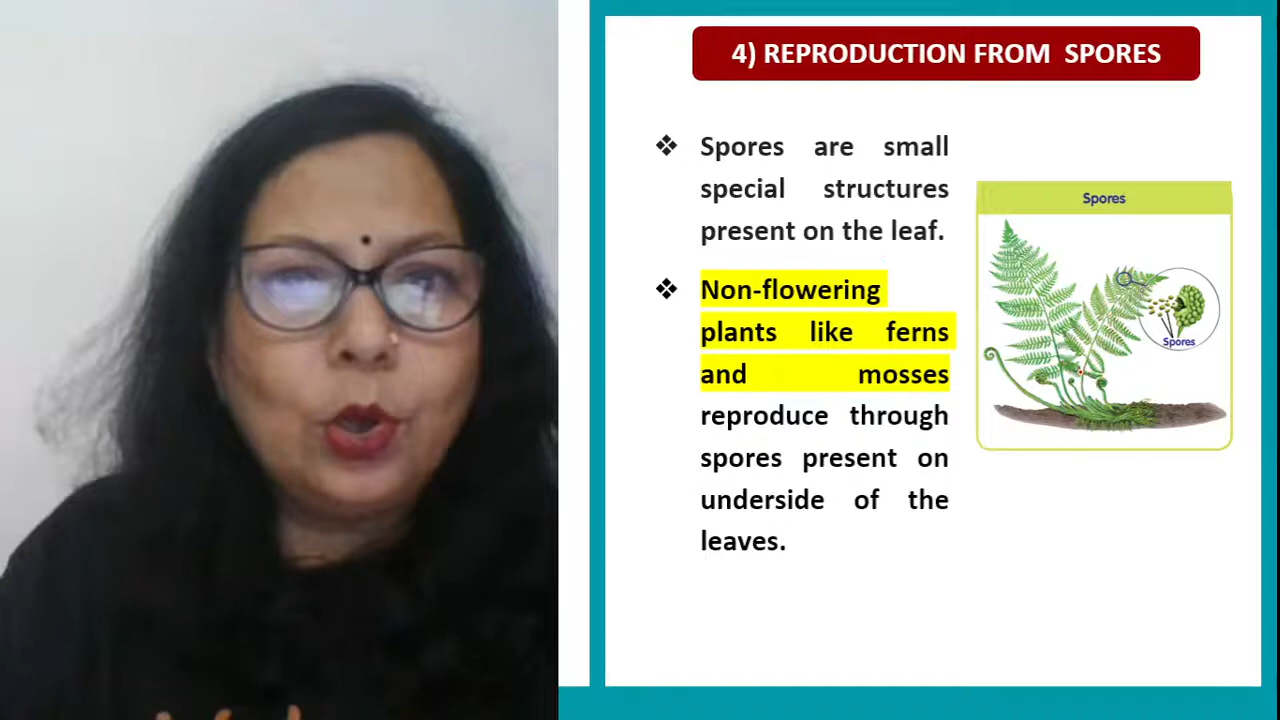 4) REPRODUCTION FROM SPORES
❖ Spores are small
special structures
present on the leaf.
❖ Non-flowering
plants like ferns
and mosses
reproduce through
spores present on
underside of the
leaves.
Spores
Spores